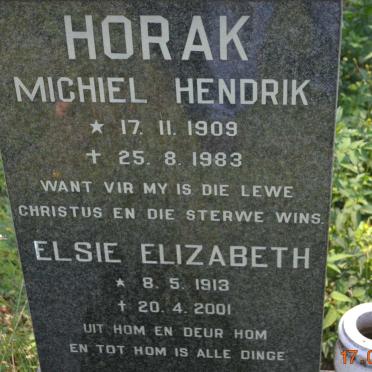 HORAK
MICHIEL HENDRIK
★ 17. 11. 1909
✝ 25. 8. 1983
WANT VIR MY IS DIE LEWE
CHRISTUS EN DIE STERWE WINS.
ELSIE ELIZABETH
★ 8. 5. 1913
✝ 20. 4. 2001
UIT HOM EN DEUR HOM
EN TOT HOM IS ALLE DINGE